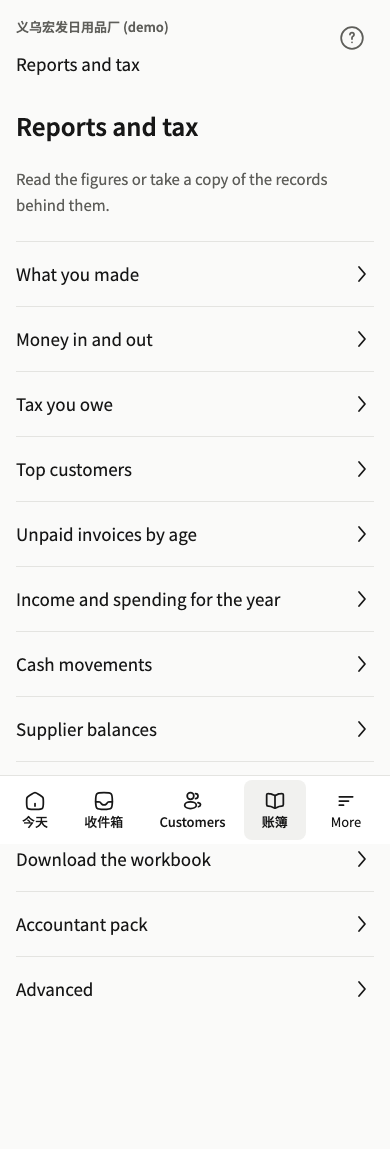 义乌宏发日用品厂 (demo)
Reports and tax
Reports and tax
Read the figures or take a copy of the records
behind them.
What you made
Money in and out
Tax you owe
Top customers
Unpaid invoices by age
Income and spending for the year
Cash movements
Supplier balances
今天
收件箱
Customers
账簿
More
Download the workbook
Accountant pack
Advanced